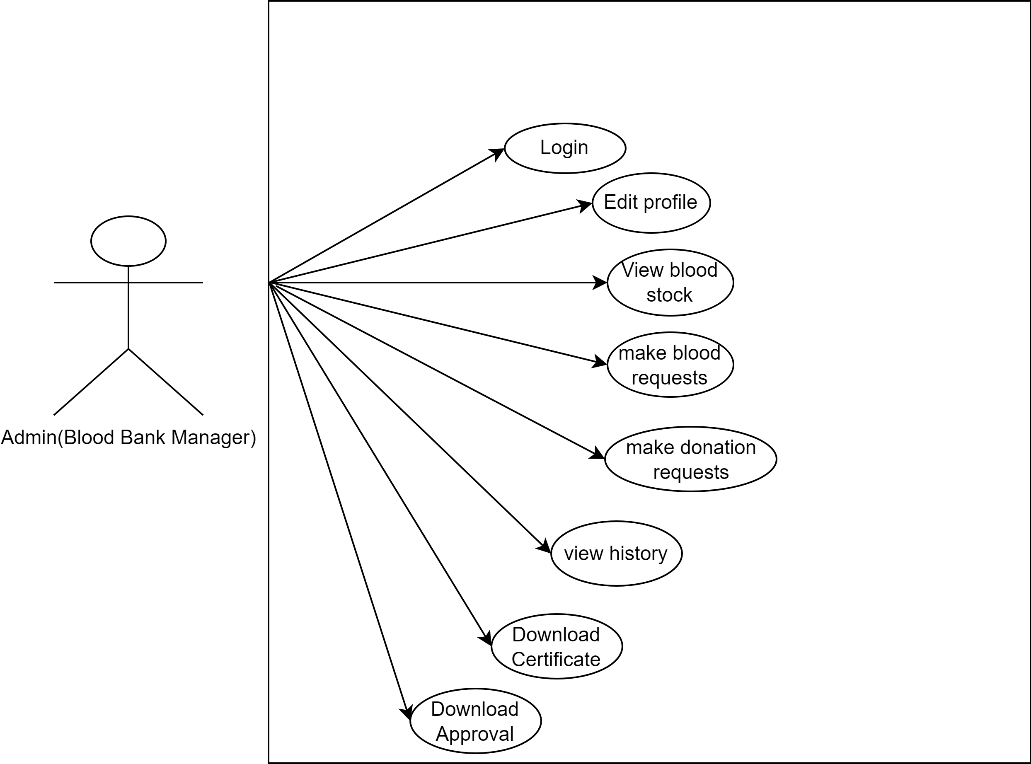 Login
Edit profile
View blood
stock
make blood
requests
Admin(Blood Bank Manager)
make donation
requests
view history
Download
Certificate
Download
Approval